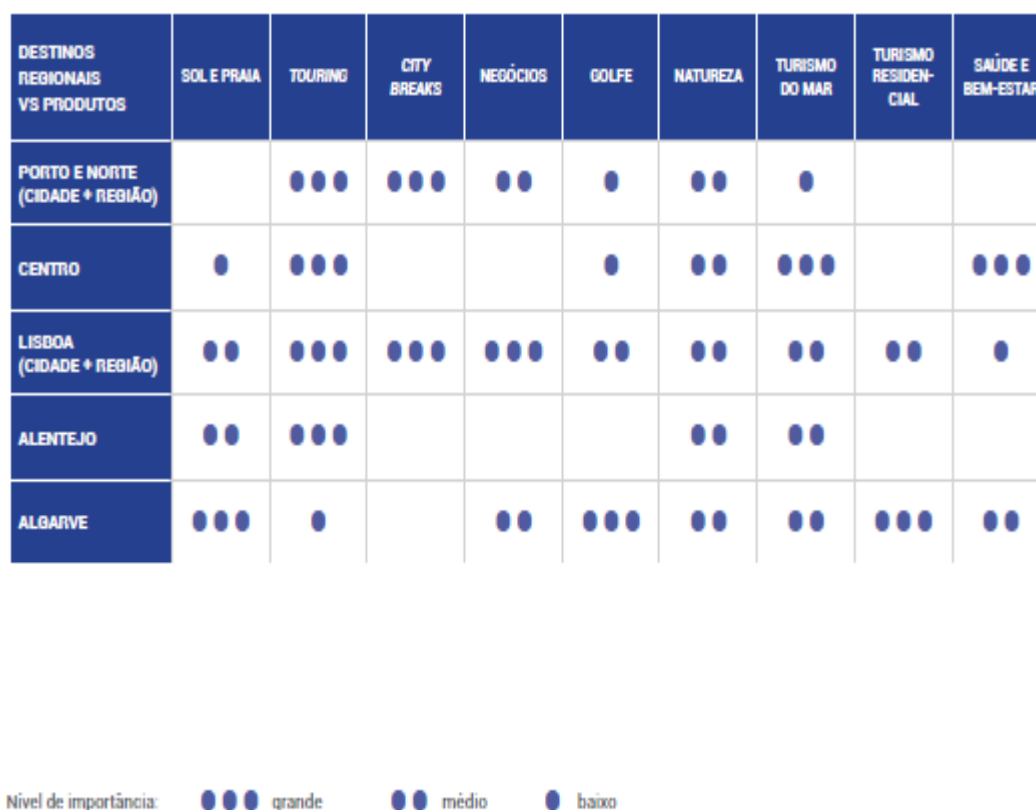 DESTINOS
REGIONAIS
VS PRODUTOS
SOL E PRAIA
TOURING
CITY
BREAKS
NEGÓCIOS
GOLFE
NATUREZA
TURISMO
DO MAR
TURISMO
RESIDEN-
CIAL
SAÚDE E
BEM-ESTAR
PORTO E NORTE
(CIDADE + REGIÃO)
CENTRO
LISBOA
(CIDADE + REGIÃO)
ALENTEJO
ALGARVE
Nível de importância: grande médio baixo